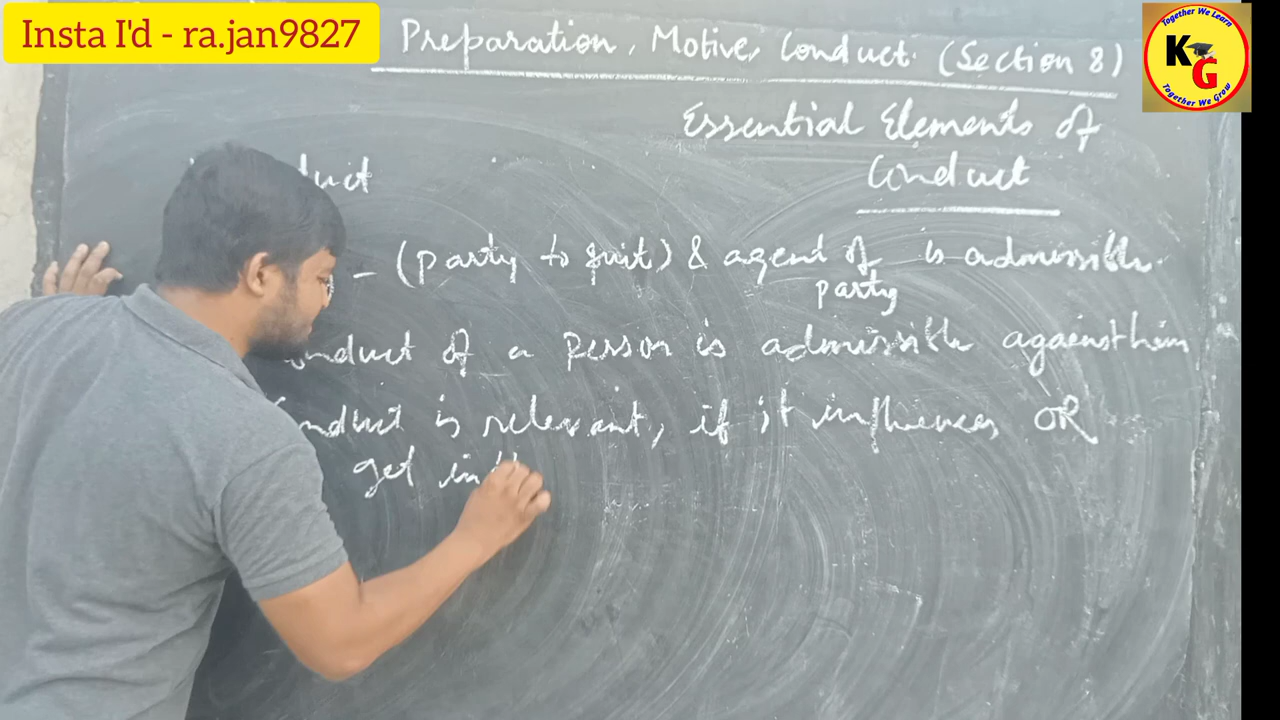 Insta I'd - ra.jan9827
Preparation, Motive, Conduct. (Section 8)
Together We Learn
KG
Together We Grow
Essential Elements of
Conduct
duct
- (party to suit) & agent of is admissible.
party
onduct of a person is admissible against him
onduct is relevant, if it influences OR
get in